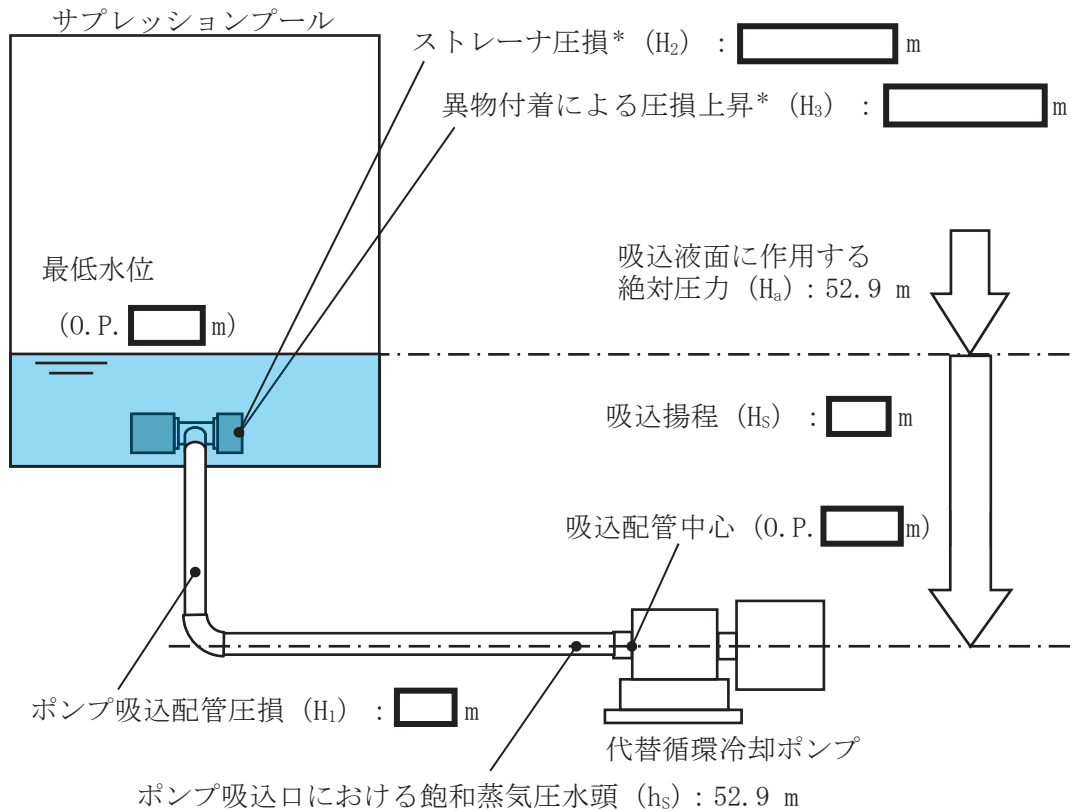 サプレッションプール
ストレーナ圧損* (H₂) : m
異物付着による圧損上昇* (H₃) : m
吸込液面に作用する
絶対圧力 (Hₐ) : 52.9 m
最低水位
(O.P. m)
吸込揚程 (Hₛ) : m
吸込配管中心 (O.P. m)
ポンプ吸込配管圧損 (H₁) : m
代替循環冷却ポンプ
ポンプ吸込口における飽和蒸気圧水頭 (hₛ) : 52.9 m